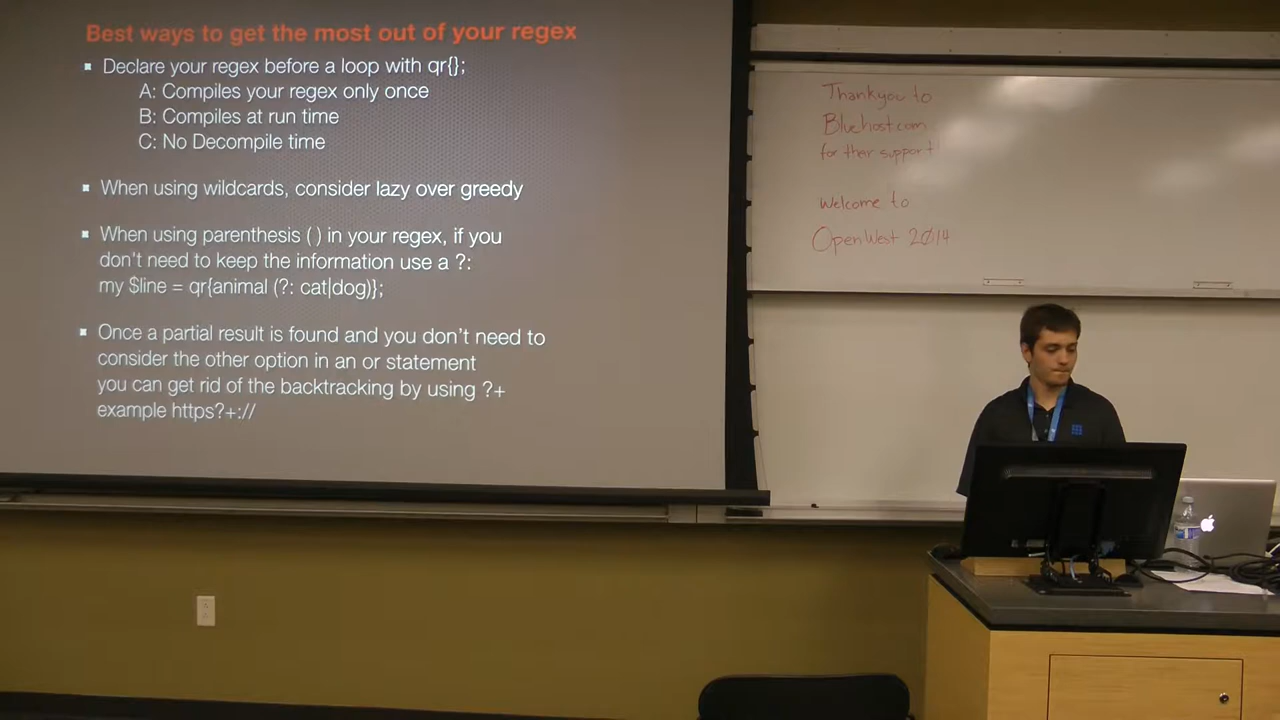 Best ways to get the most out of your regex
Declare your regex before a loop with qr{};
A: Compiles your regex only once
B: Compiles at run time
C: No Decompile time
When using wildcards, consider lazy over greedy
When using parenthesis ( ) in your regex, if you
don't need to keep the information use a ?:
my $line = qr{animal (?: cat|dog)};
Once a partial result is found and you don't need to
consider the other option in an or statement
you can get rid of the backtracking by using ?+
example https?+://
Thankyou to
Bluehost.com
for ther support!
Welcome to
OpenWest 2014